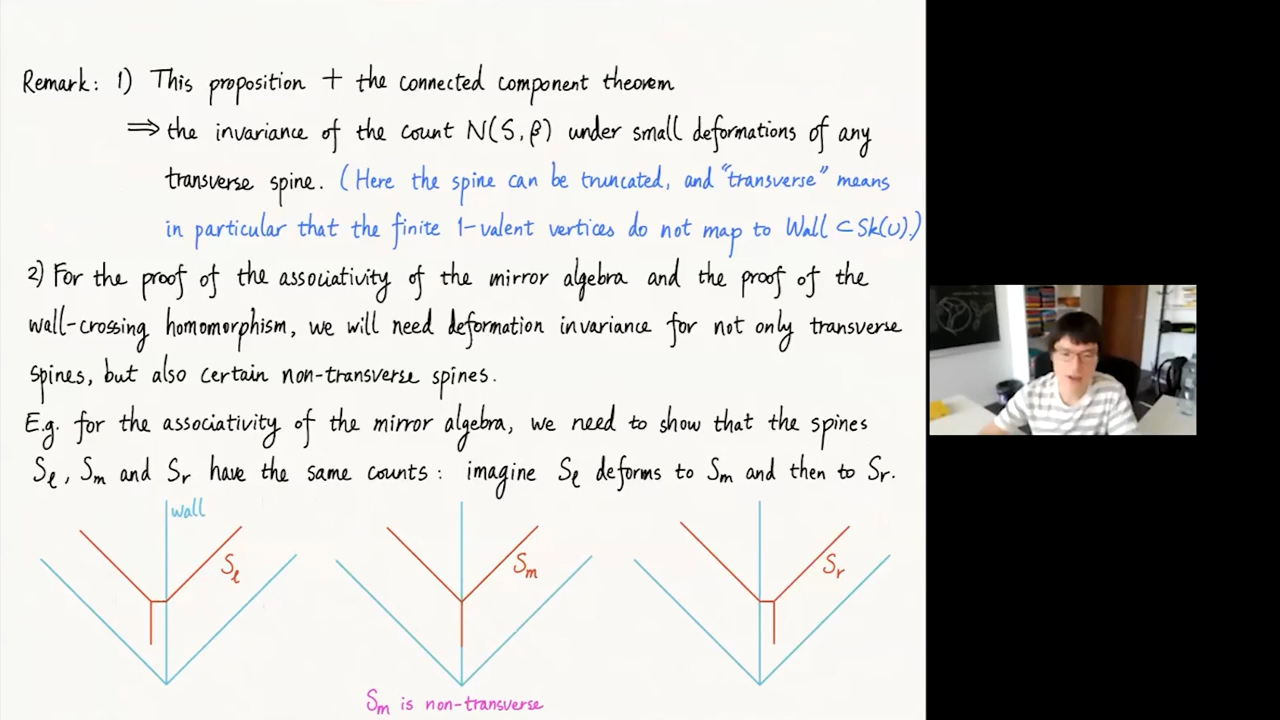 Remark: 1) This proposition + the connected component theorem
⟹ the invariance of the count N(S,β) under small deformations of any
transverse spine. (Here the spine can be truncated, and "transverse" means
in particular that the finite 1-valent vertices do not map to Wall ⊂ Sk(U).)
2) For the proof of the associativity of the mirror algebra and the proof of the
wall-crossing homomorphism, we will need deformation invariance for not only transverse
spines, but also certain non-transverse spines.
E.g. for the associativity of the mirror algebra, we need to show that the spines
Sℓ, Sm and Sr have the same counts: imagine Sℓ deforms to Sm and then to Sr.
wall
Sℓ
Sm
Sr
Sm is non-transverse